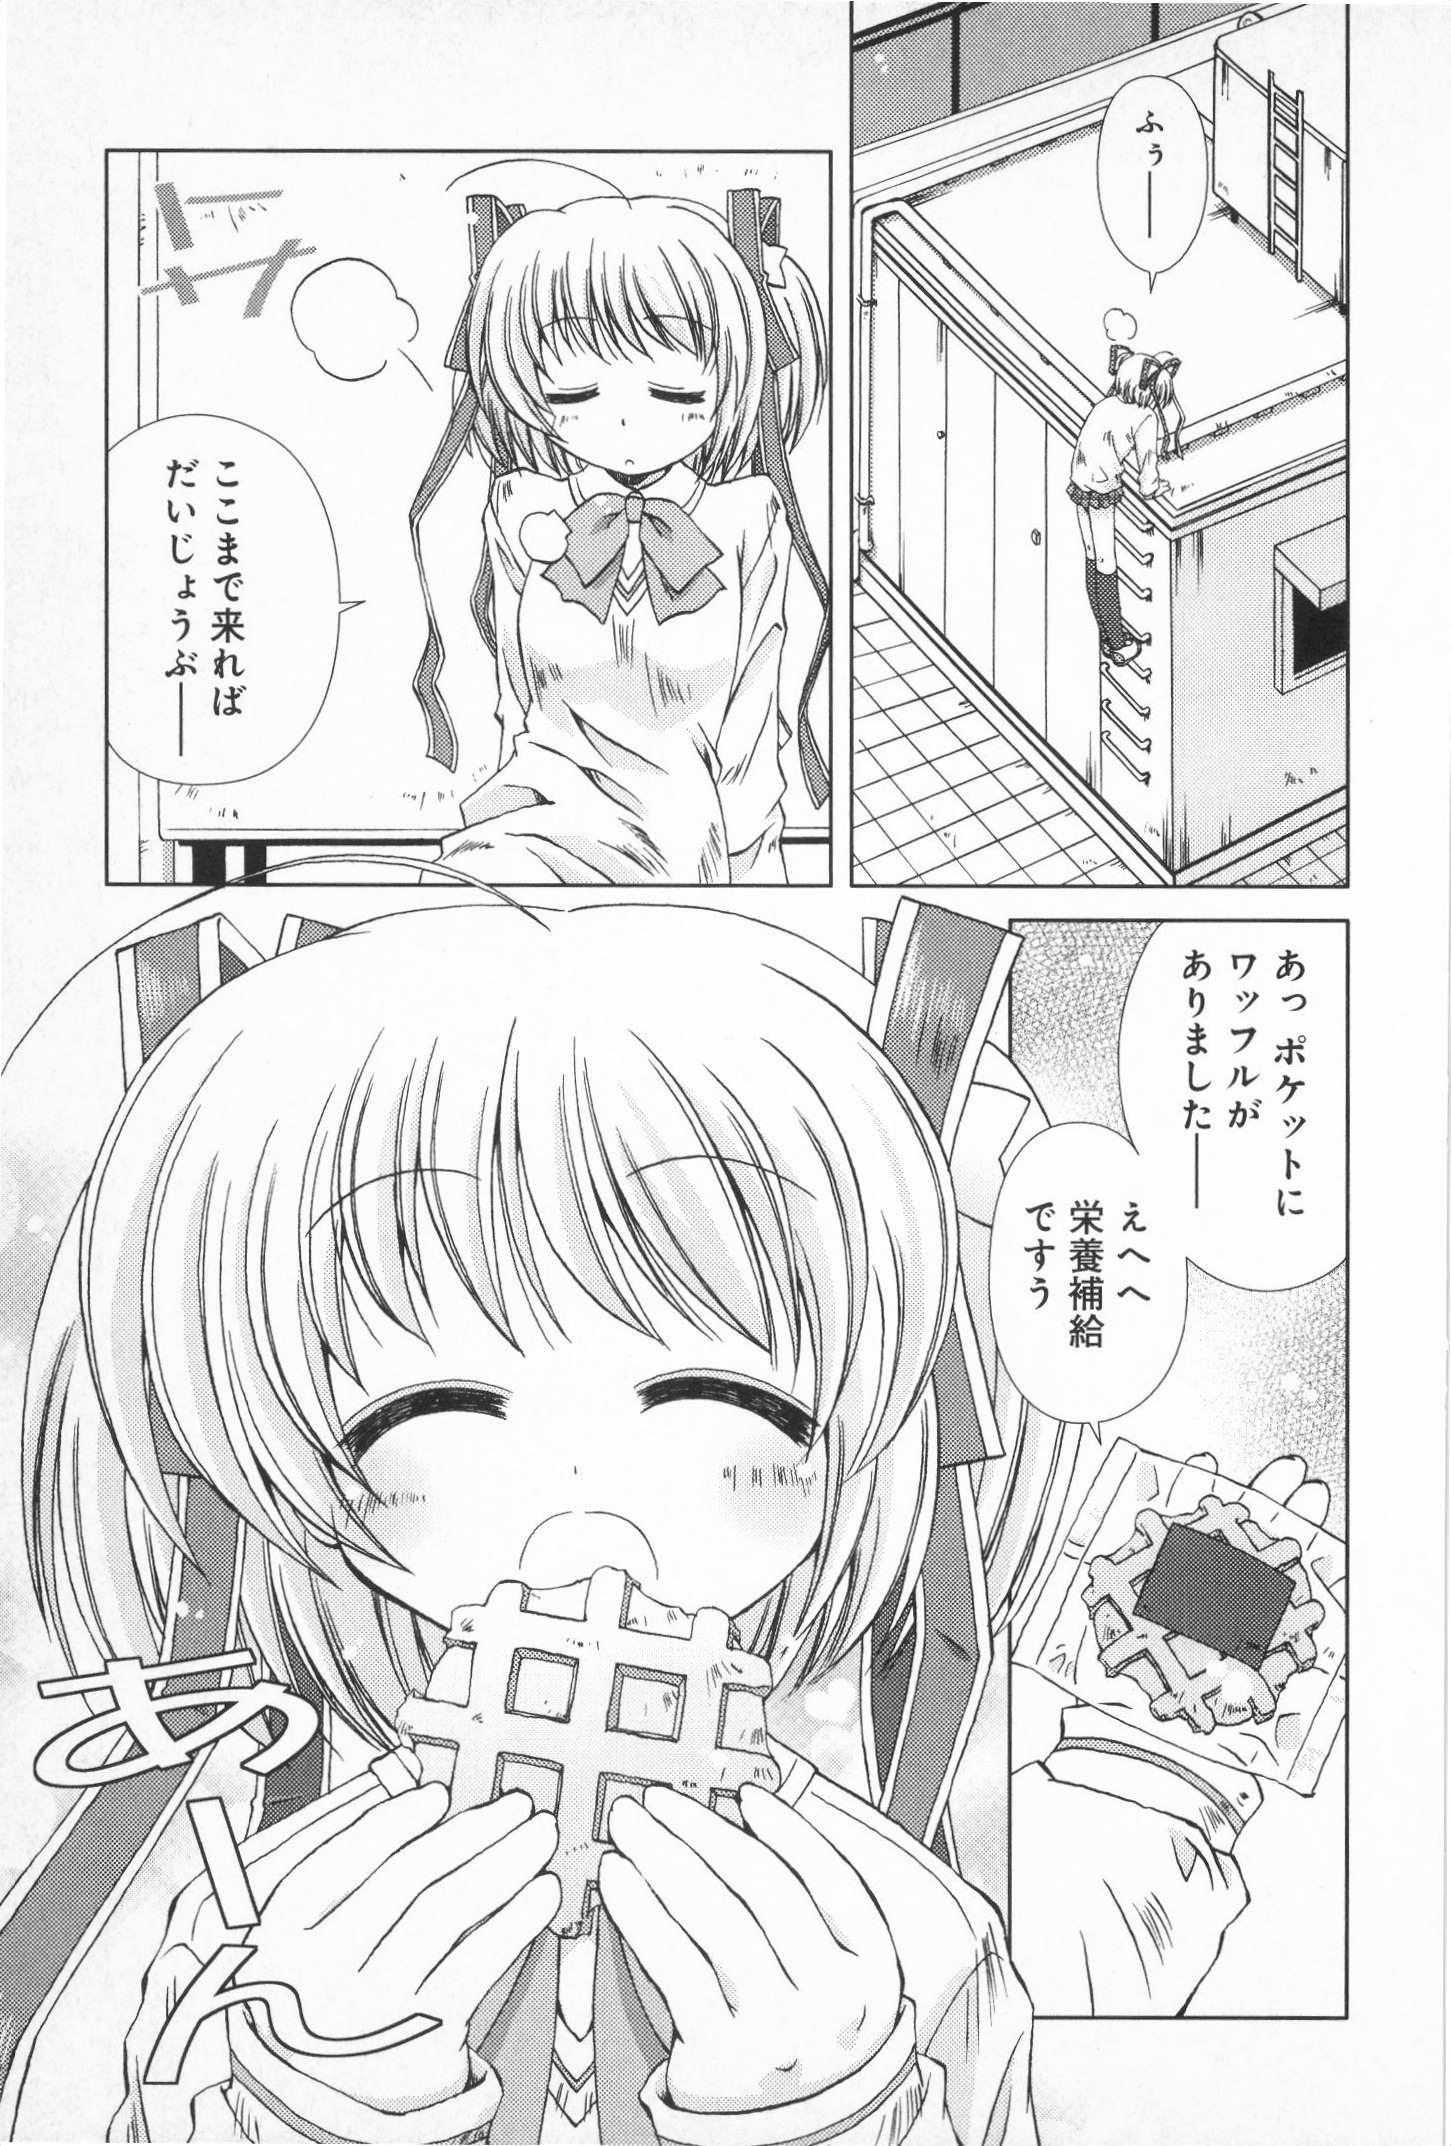 ふぅ――
ここまで来れば
だいじょうぶ――
あっ ポケットに
ワッフルが
ありました――
えへへ
栄養補給
ですぅ
あーん